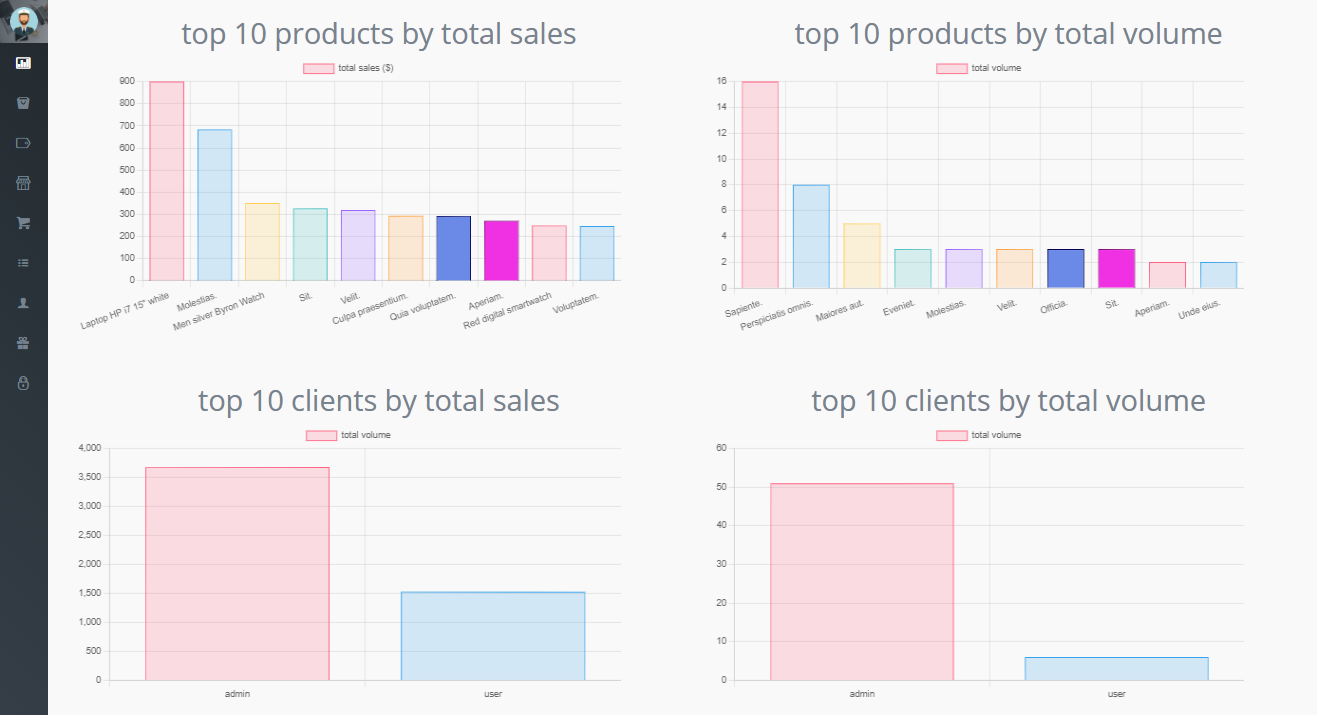 top 10 products by total sales
total sales ($)
900
800
700
600
500
400
300
200
100
0
Laptop HP i7 15" white
Molestias.
Men silver Byron Watch
Sit.
Velit.
Culpa praesentium.
Quia voluptatem.
Aperiam.
Red digital smartwatch
Voluptatem.
top 10 products by total volume
total volume
16
14
12
10
8
6
4
2
0
Sapiente.
Perspiciatis omnis.
Maiores aut.
Eveniet.
Molestias.
Velit.
Officia.
Sit.
Aperiam.
Unde eius.
top 10 clients by total sales
total volume
4,000
3,500
3,000
2,500
2,000
1,500
1,000
500
0
admin
user
top 10 clients by total volume
total volume
60
50
40
30
20
10
0
admin
user